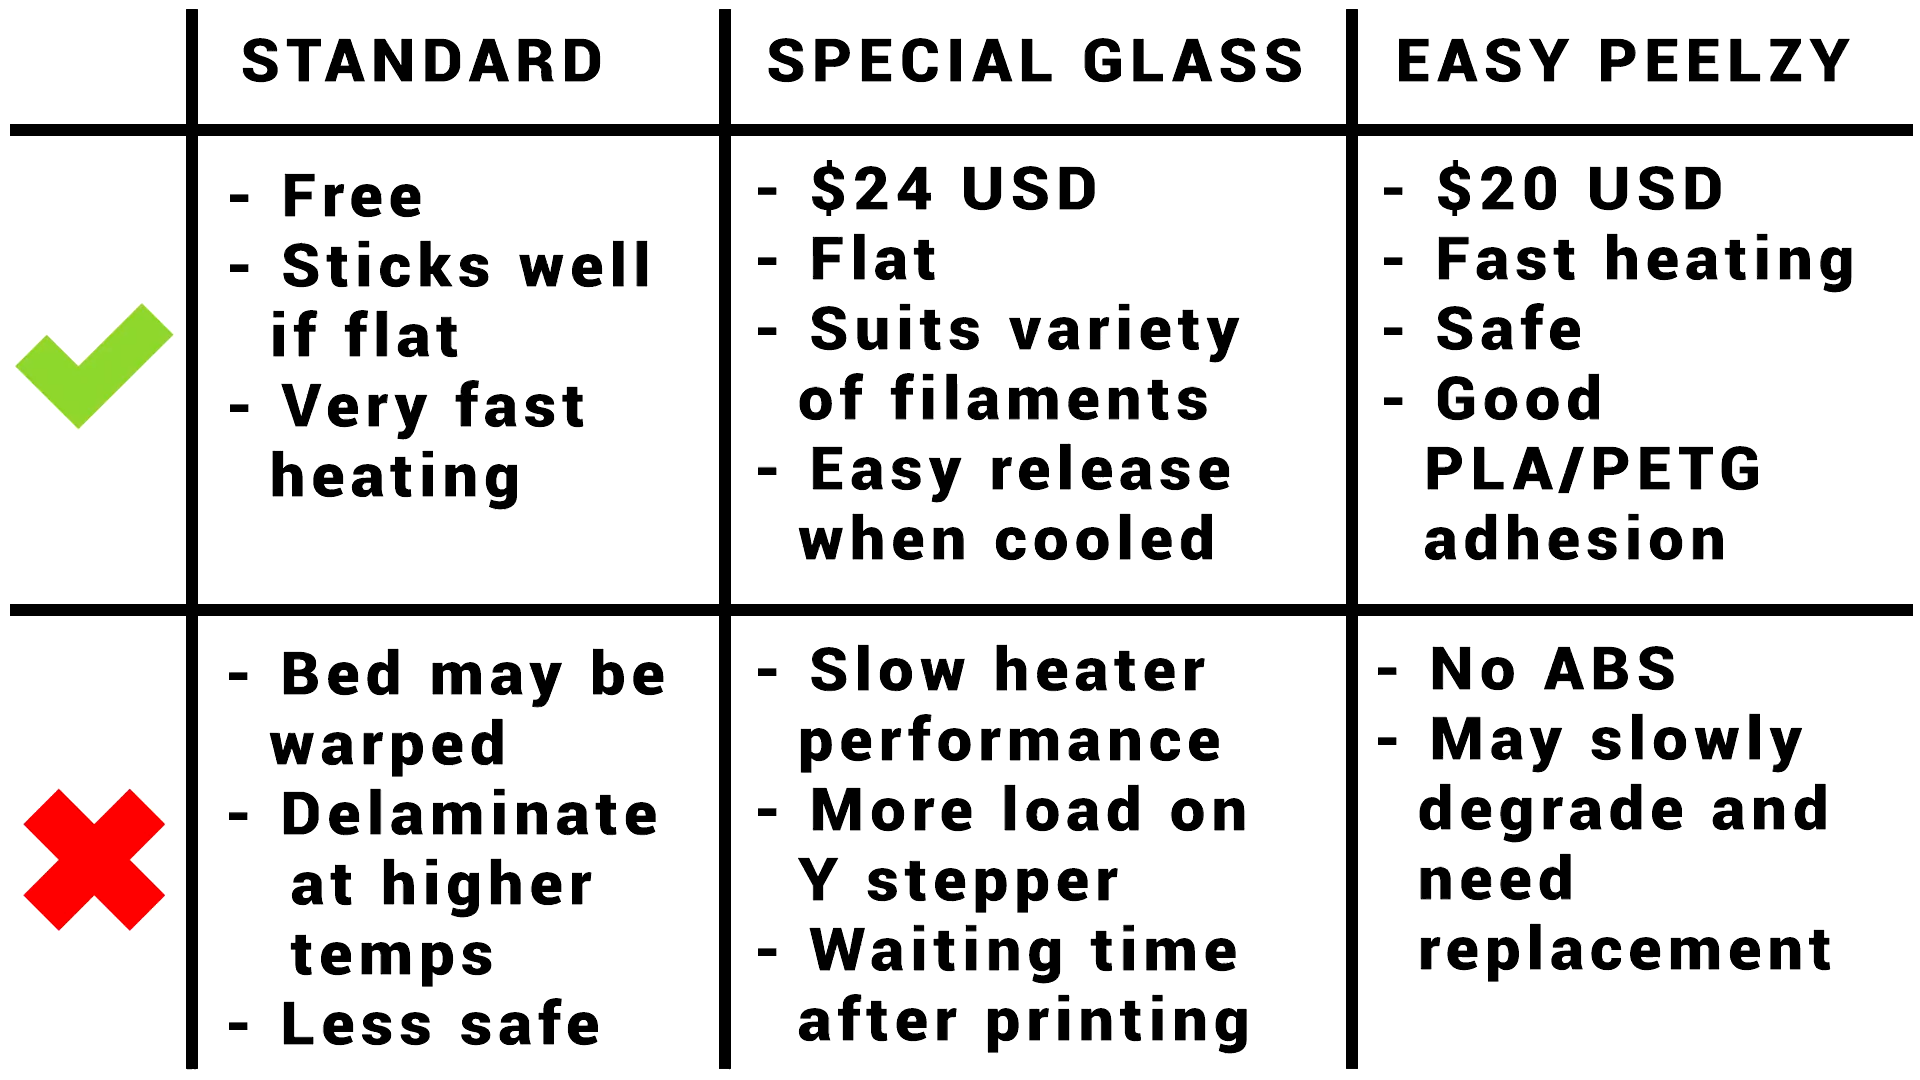 STANDARD
SPECIAL GLASS
EASY PEELZY
- Free
- Sticks well
if flat
- Very fast
heating
- $24 USD
- Flat
- Suits variety
of filaments
- Easy release
when cooled
- $20 USD
- Fast heating
- Safe
- Good
PLA/PETG
adhesion
- Bed may be
warped
- Delaminate
at higher
temps
- Less safe
- Slow heater
performance
- More load on
Y stepper
- Waiting time
after printing
- No ABS
- May slowly
degrade and
need
replacement